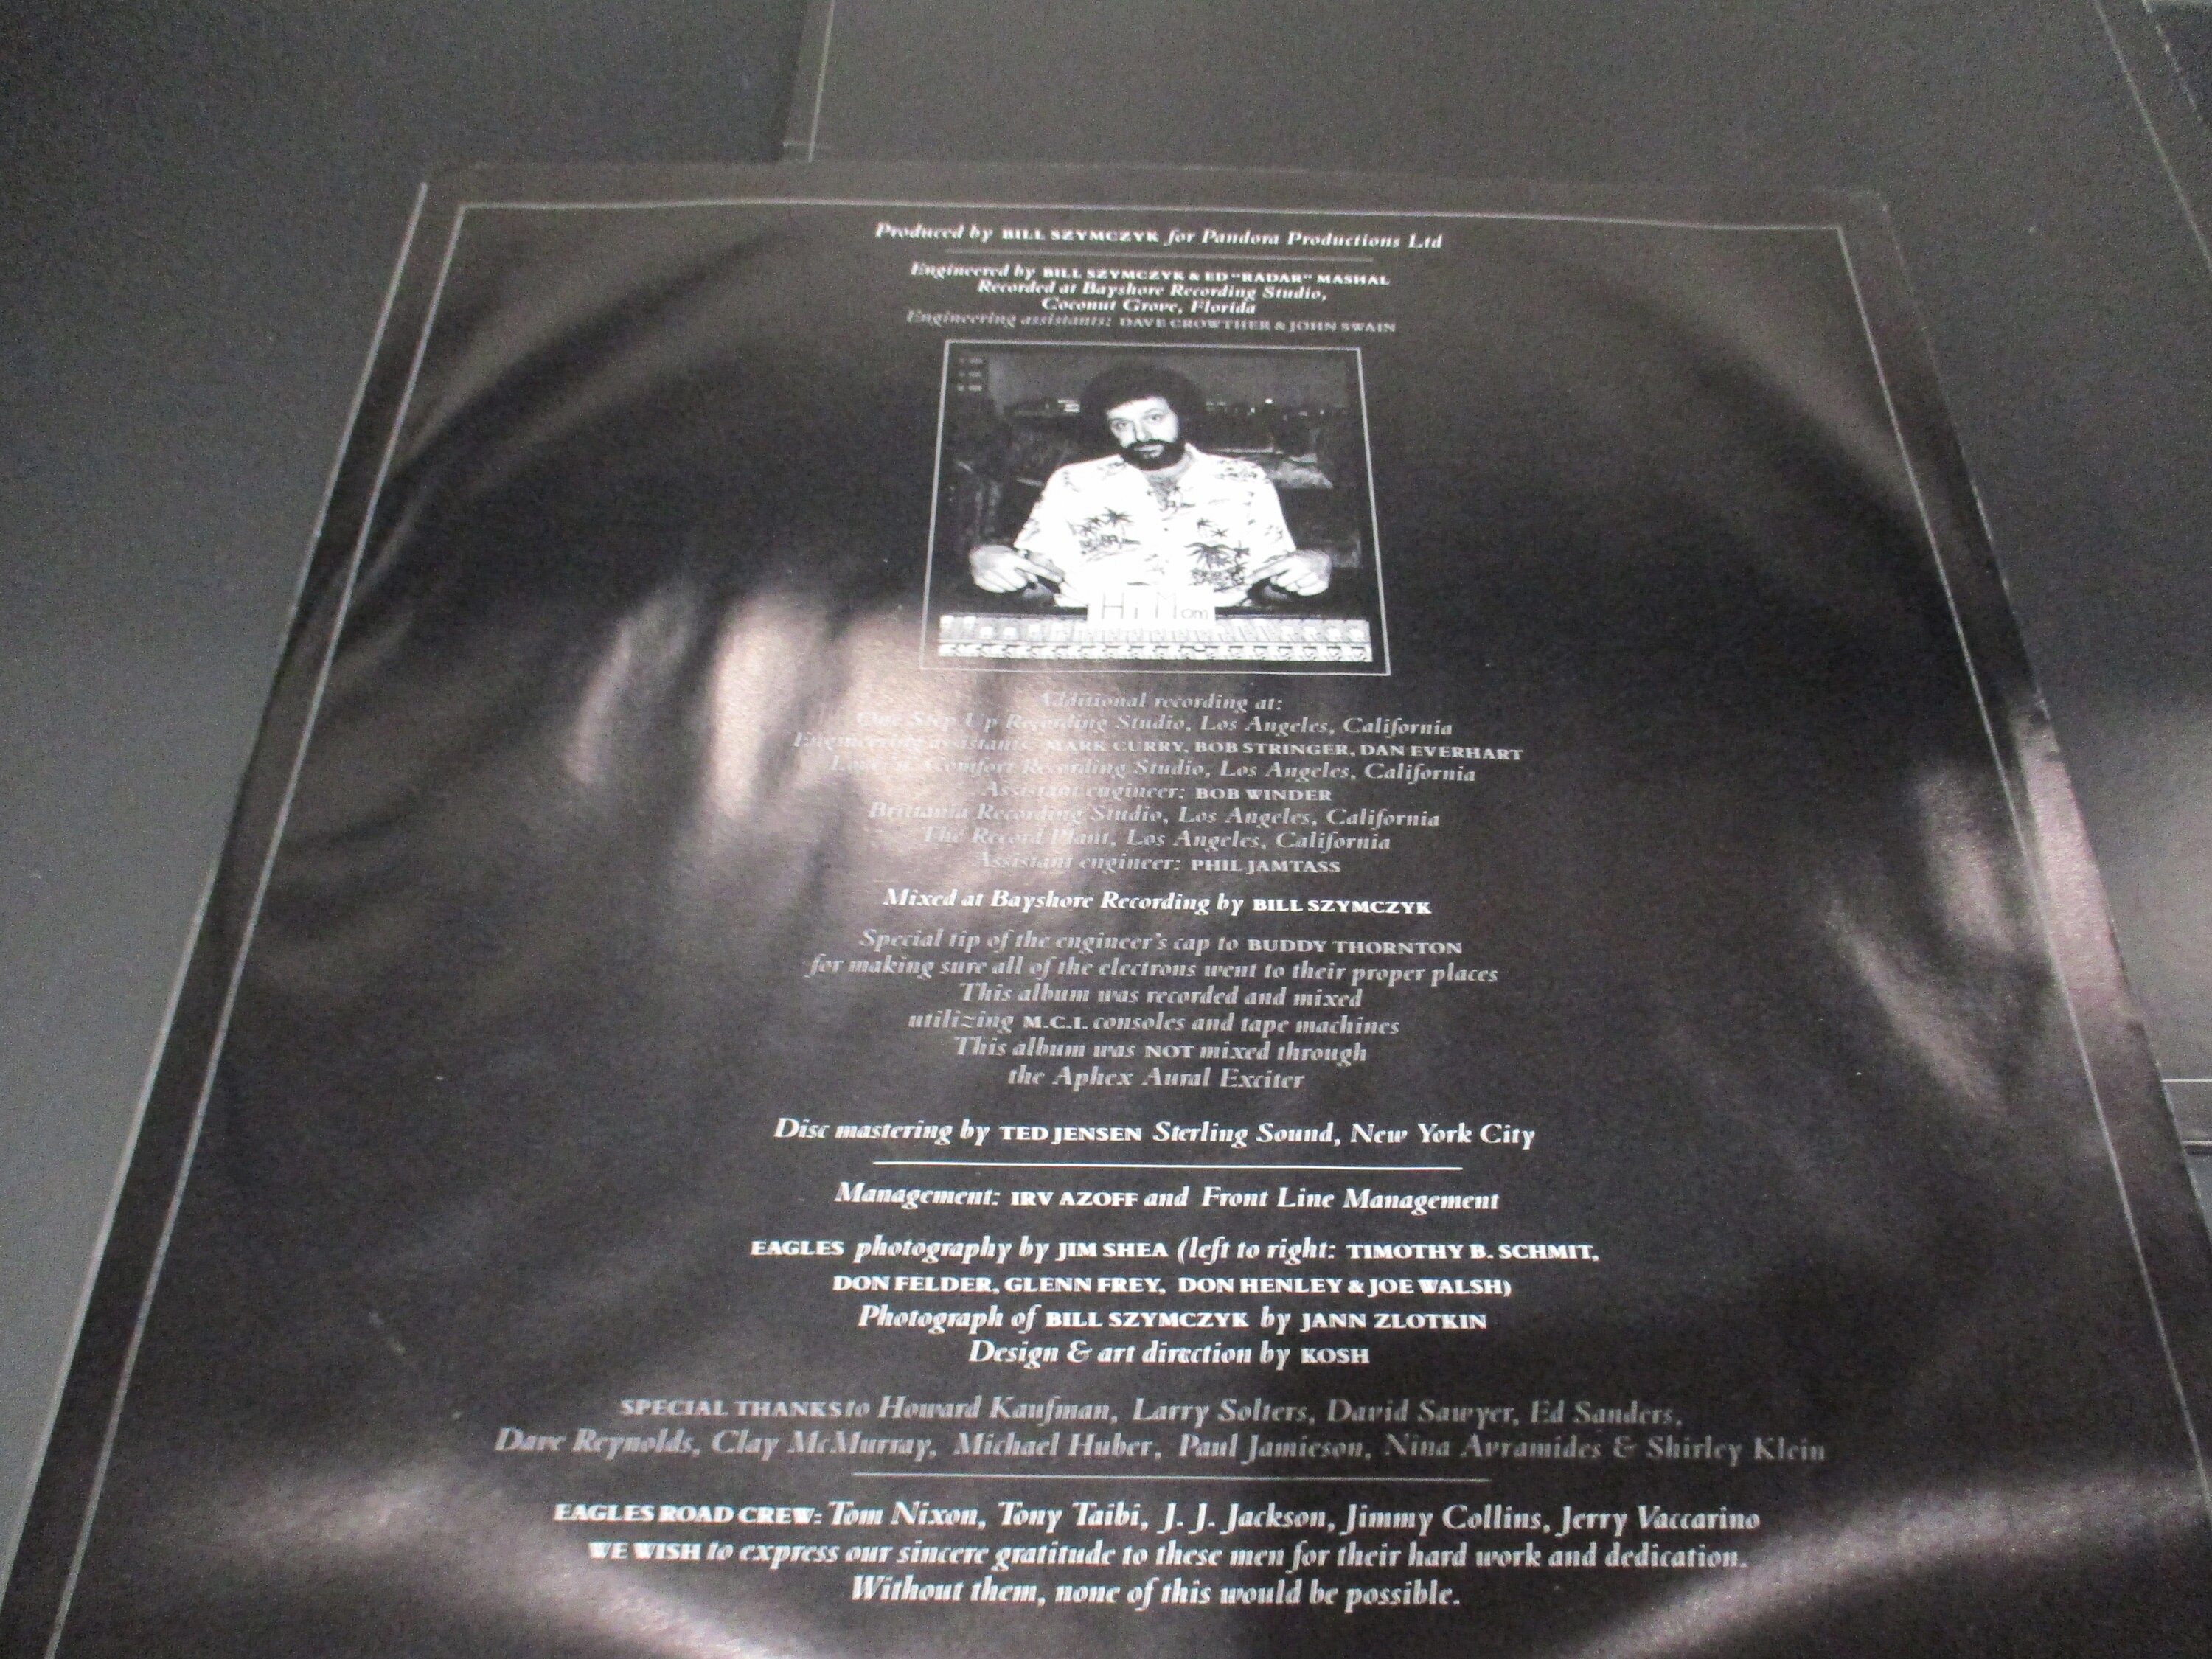 Produced by BILL SZYMCZYK for Pandora Productions Ltd
Engineered by BILL SZYMCZYK & ED "RADAR" MASHAL
Recorded at Bayshore Recording Studio,
Coconut Grove, Florida
Engineering assistants: DAVE CROWTHER & JOHN SWAIN
Hi Mom
Additional recording at:
One Step Up Recording Studio, Los Angeles, California
Engineering assistants: MARK CURRY, BOB STRINGER, DAN EVERHART
Love 'n' Comfort Recording Studio, Los Angeles, California
Assistant engineer: BOB WINDER
Brittania Recording Studio, Los Angeles, California
The Record Plant, Los Angeles, California
Assistant engineer: PHIL JAMTASS
Mixed at Bayshore Recording by BILL SZYMCZYK
Special tip of the engineer's cap to BUDDY THORNTON
for making sure all of the electrons went to their proper places
This album was recorded and mixed
utilizing M.C.I. consoles and tape machines
This album was NOT mixed through
the Aphex Aural Exciter
Disc mastering by TED JENSEN Sterling Sound, New York City
Management: IRV AZOFF and Front Line Management
EAGLES photography by JIM SHEA (left to right: TIMOTHY B. SCHMIT,
DON FELDER, GLENN FREY, DON HENLEY & JOE WALSH)
Photograph of BILL SZYMCZYK by JANN ZLOTKIN
Design & art direction by KOSH
SPECIAL THANKS to Howard Kaufman, Larry Solters, David Sawyer, Ed Sanders,
Dave Reynolds, Clay McMurray, Michael Huber, Paul Jamieson, Nina Avramides & Shirley Klein
EAGLES ROAD CREW: Tom Nixon, Tony Taibi, J. J. Jackson, Jimmy Collins, Jerry Vaccarino
WE WISH to express our sincere gratitude to these men for their hard work and dedication.
Without them, none of this would be possible.